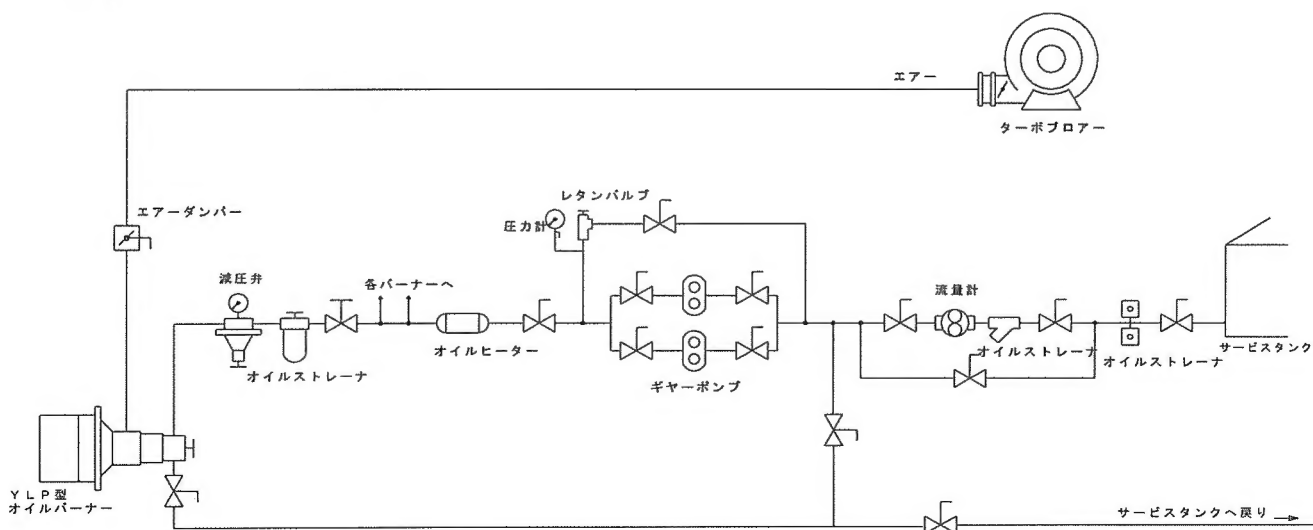 エアー
ターボブロアー
エアーダンパー
レタンバルブ
圧力計
減圧弁
各バーナーへ
流量計
オイルヒーター
オイルストレーナ
オイルストレーナ
サービスタンク
オイルストレーナ
ギヤーポンプ
YLP型
オイルバーナー
サービスタンクへ戻り